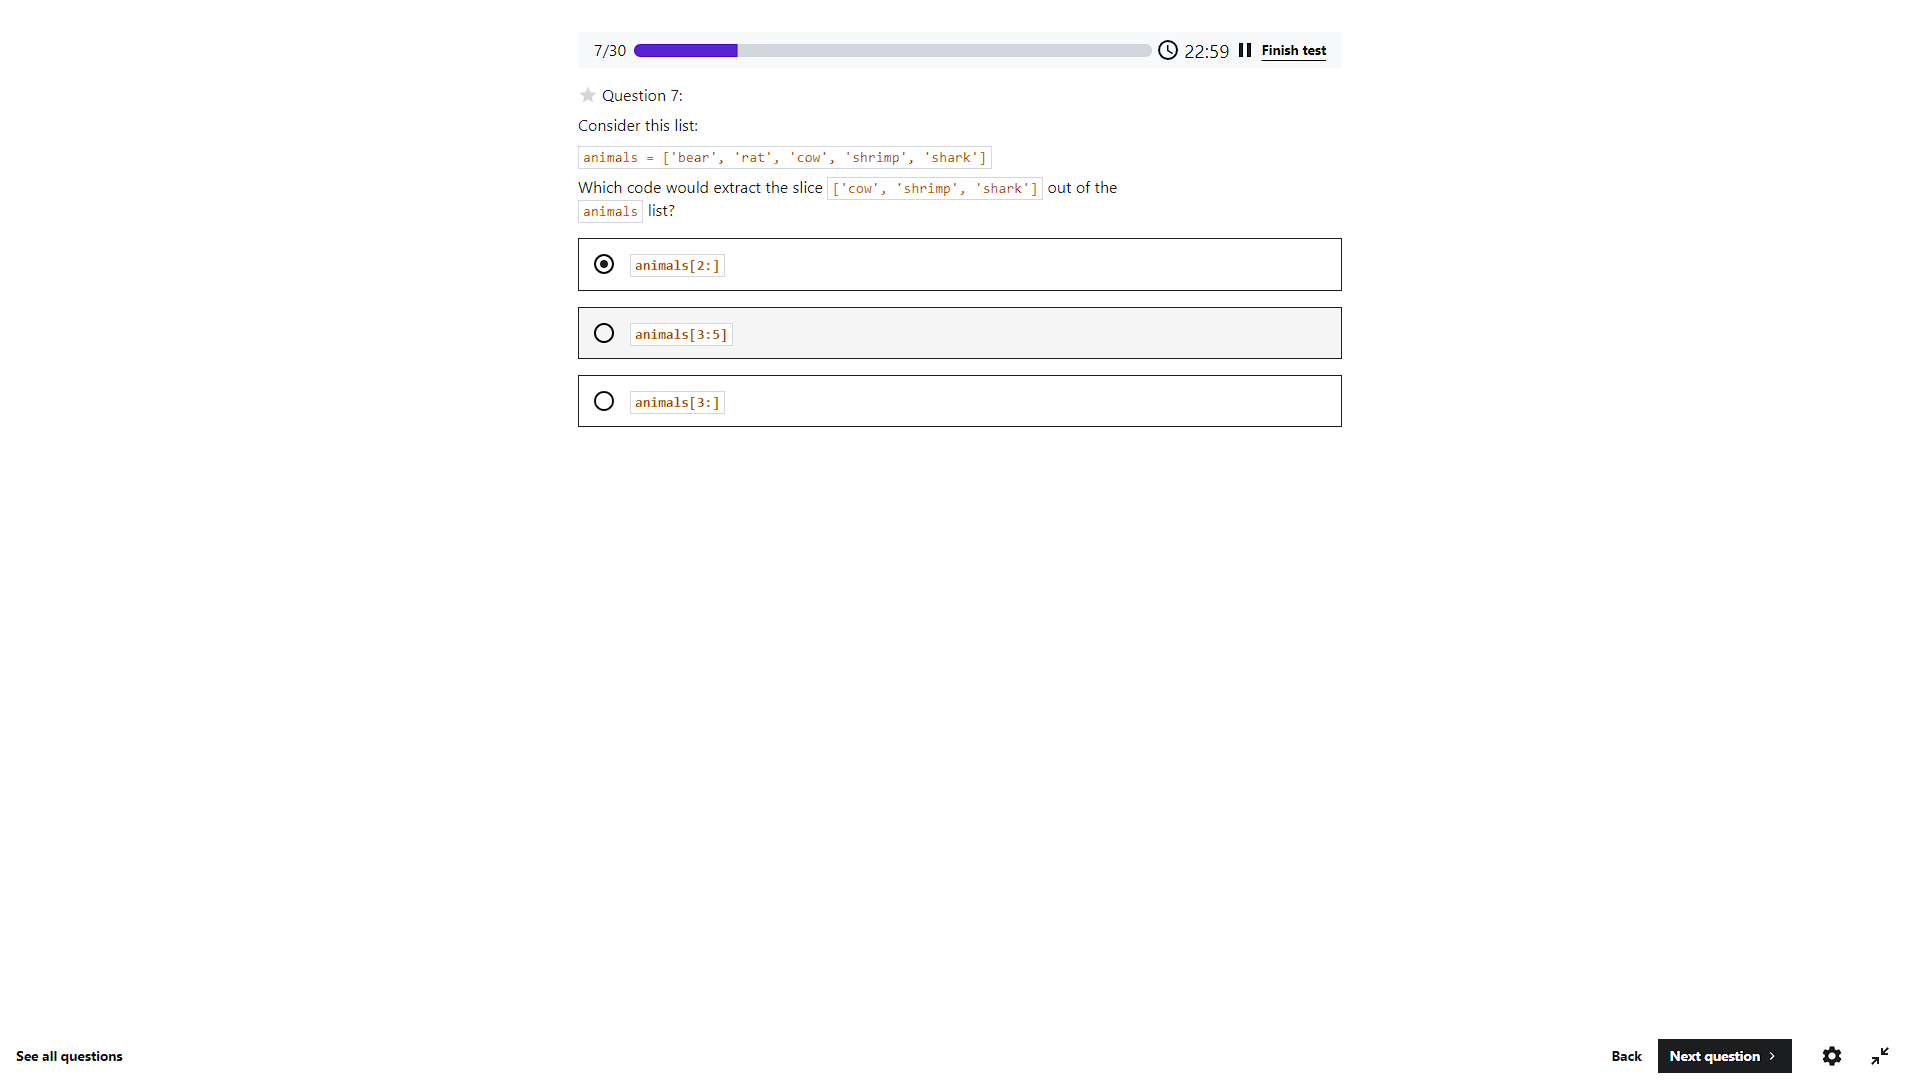 7/30
22:59
Finish test
Question 7:
Consider this list:
animals = ['bear', 'rat', 'cow', 'shrimp', 'shark']
Which code would extract the slice ['cow', 'shrimp', 'shark'] out of the
animals list?
animals[2:]
animals[3:5]
animals[3:]
See all questions
Back
Next question